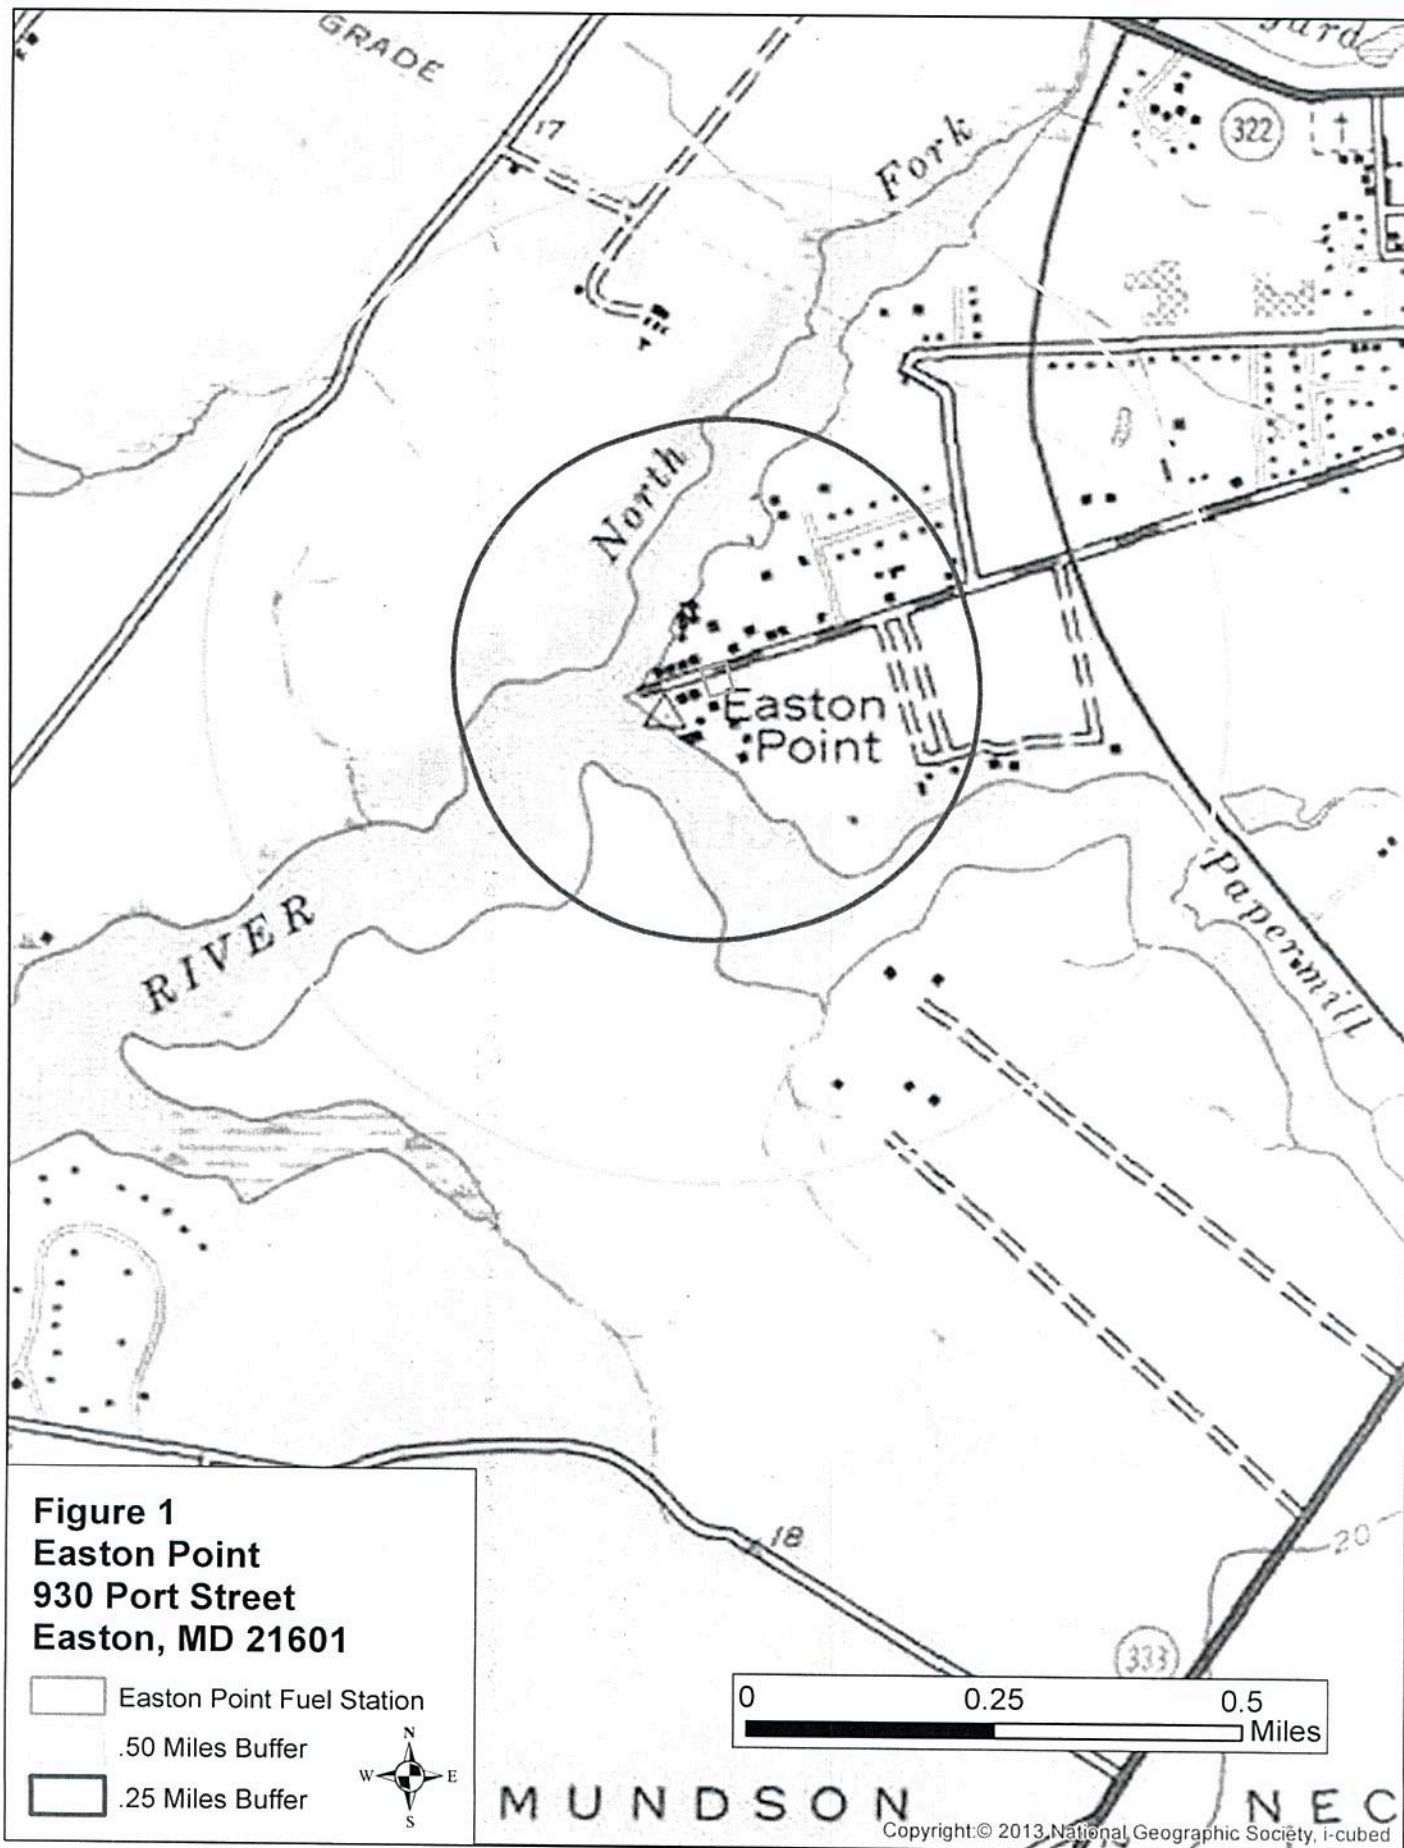 GRADE
17
Fork
322
North
Easton
Point
RIVER
Papermill
18
20
333
Figure 1
Easton Point
930 Port Street
Easton, MD 21601
Easton Point Fuel Station
.50 Miles Buffer
.25 Miles Buffer
N
W E
S
0 0.25 0.5
Miles
MUNDSON NEC
Copyright:© 2013 National Geographic Society, i-cubed